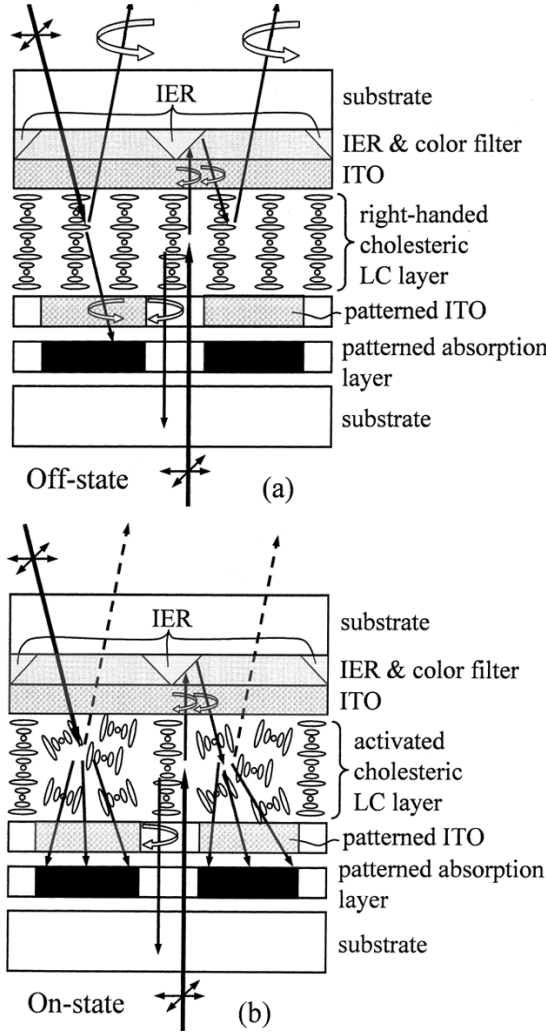 IER
substrate
IER & color filter
ITO
right-handed
cholesteric
LC layer
patterned ITO
patterned absorption
layer
substrate
Off-state
(a)
IER
substrate
IER & color filter
ITO
activated
cholesteric
LC layer
patterned ITO
patterned absorption
layer
substrate
On-state
(b)